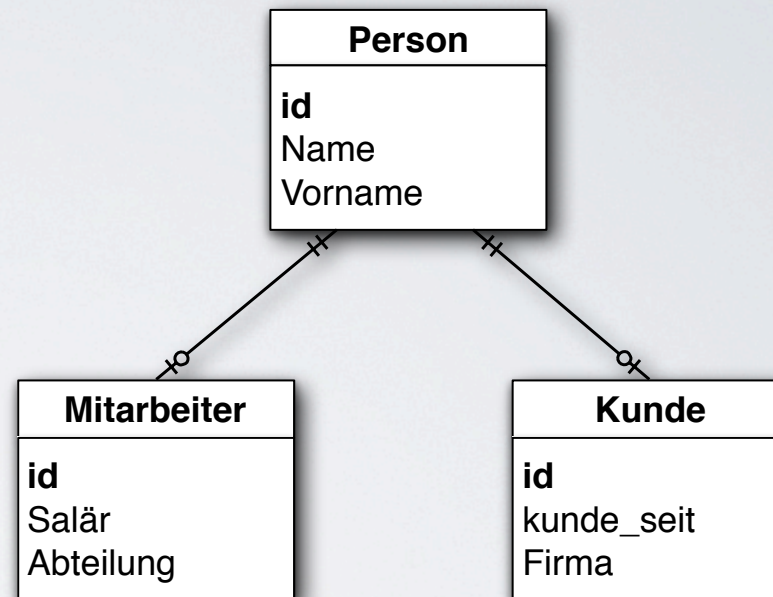 Person
id
Name
Vorname
Mitarbeiter
id
Salär
Abteilung
Kunde
id
kunde_seit
Firma